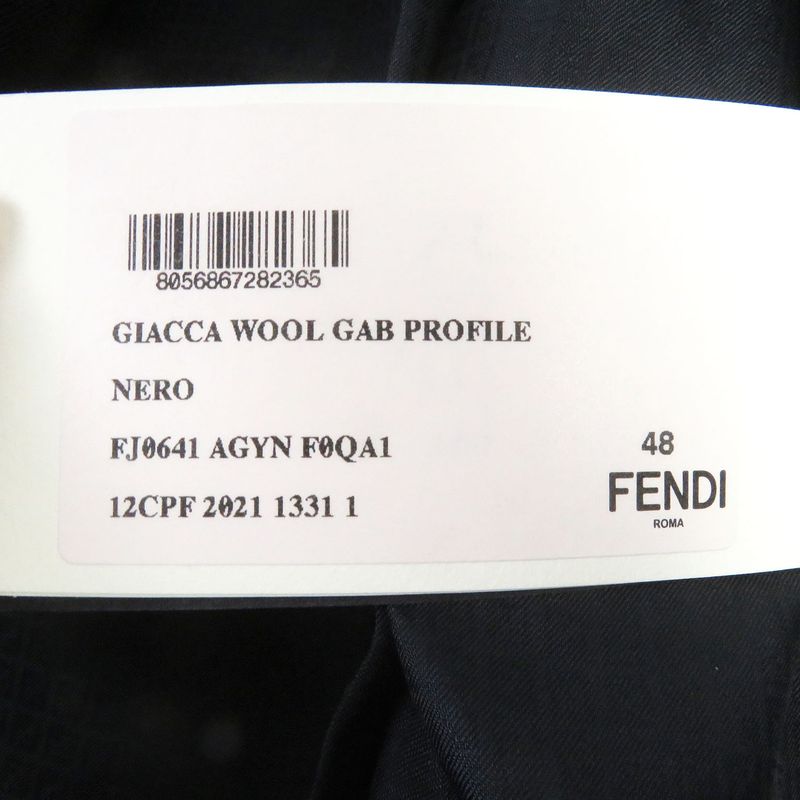 8056867282365
GIACCA WOOL GAB PROFILE
NERO
FJ0641 AGYN F0QA1
12CPF 2021 1331 1
48
FENDI
ROMA